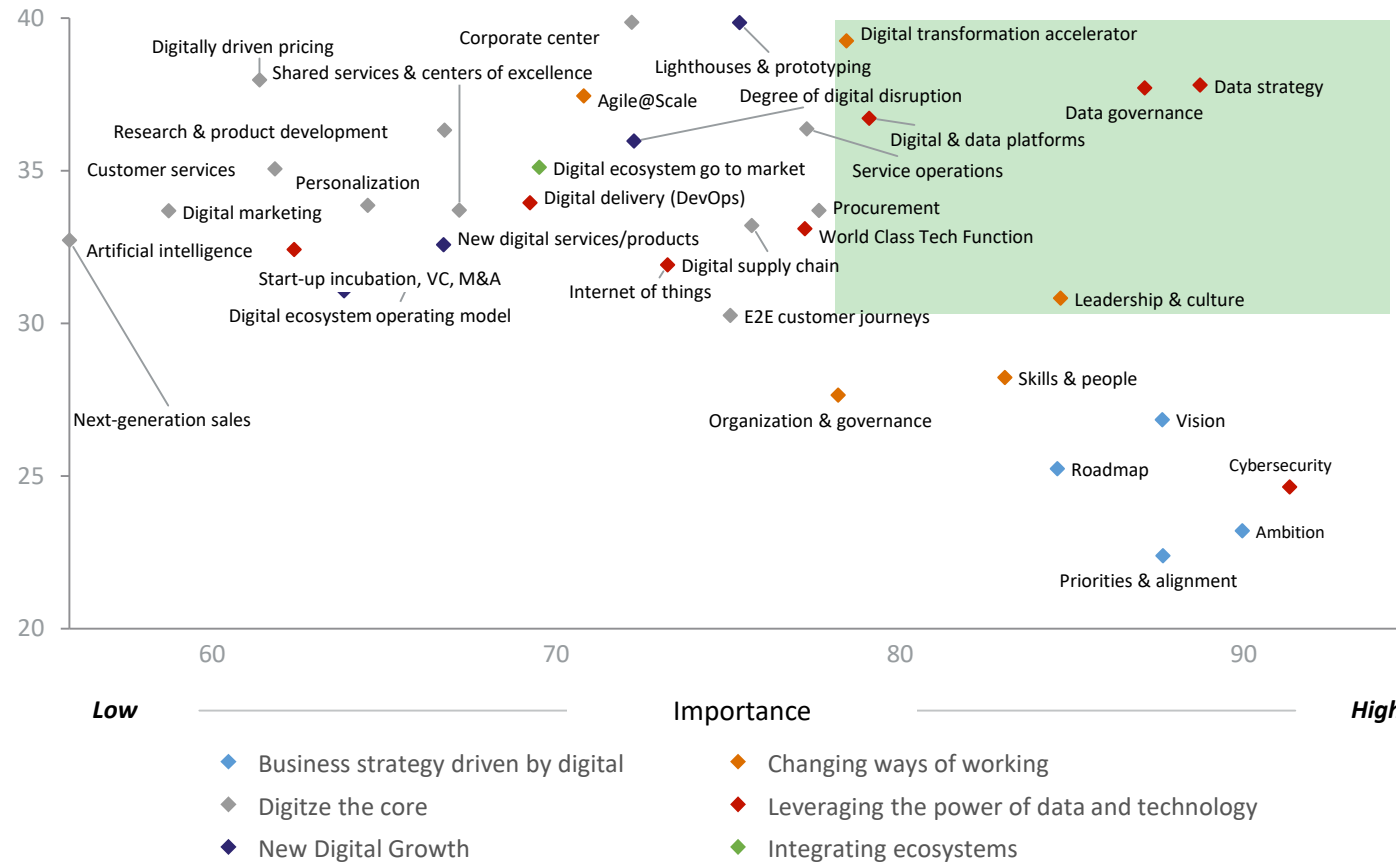 40
Digital transformation accelerator
Corporate center
Digitally driven pricing
Lighthouses & prototyping
Shared services & centers of excellence
Data strategy
Degree of digital disruption
Agile@Scale
Data governance
Research & product development
Digital & data platforms
35
Customer services
Digital ecosystem go to market
Service operations
Personalization
Digital delivery (DevOps)
Procurement
Digital marketing
New digital services/products
World Class Tech Function
Artificial intelligence
Digital supply chain
Start-up incubation, VC, M&A
Internet of things
Leadership & culture
Digital ecosystem operating model
E2E customer journeys
30
Skills & people
Next-generation sales
Organization & governance
Vision
Roadmap
Cybersecurity
25
Ambition
Priorities & alignment
20
60 70 80 90
Low Importance High
Business strategy driven by digital
Changing ways of working
Digitze the core
Leveraging the power of data and technology
New Digital Growth
Integrating ecosystems